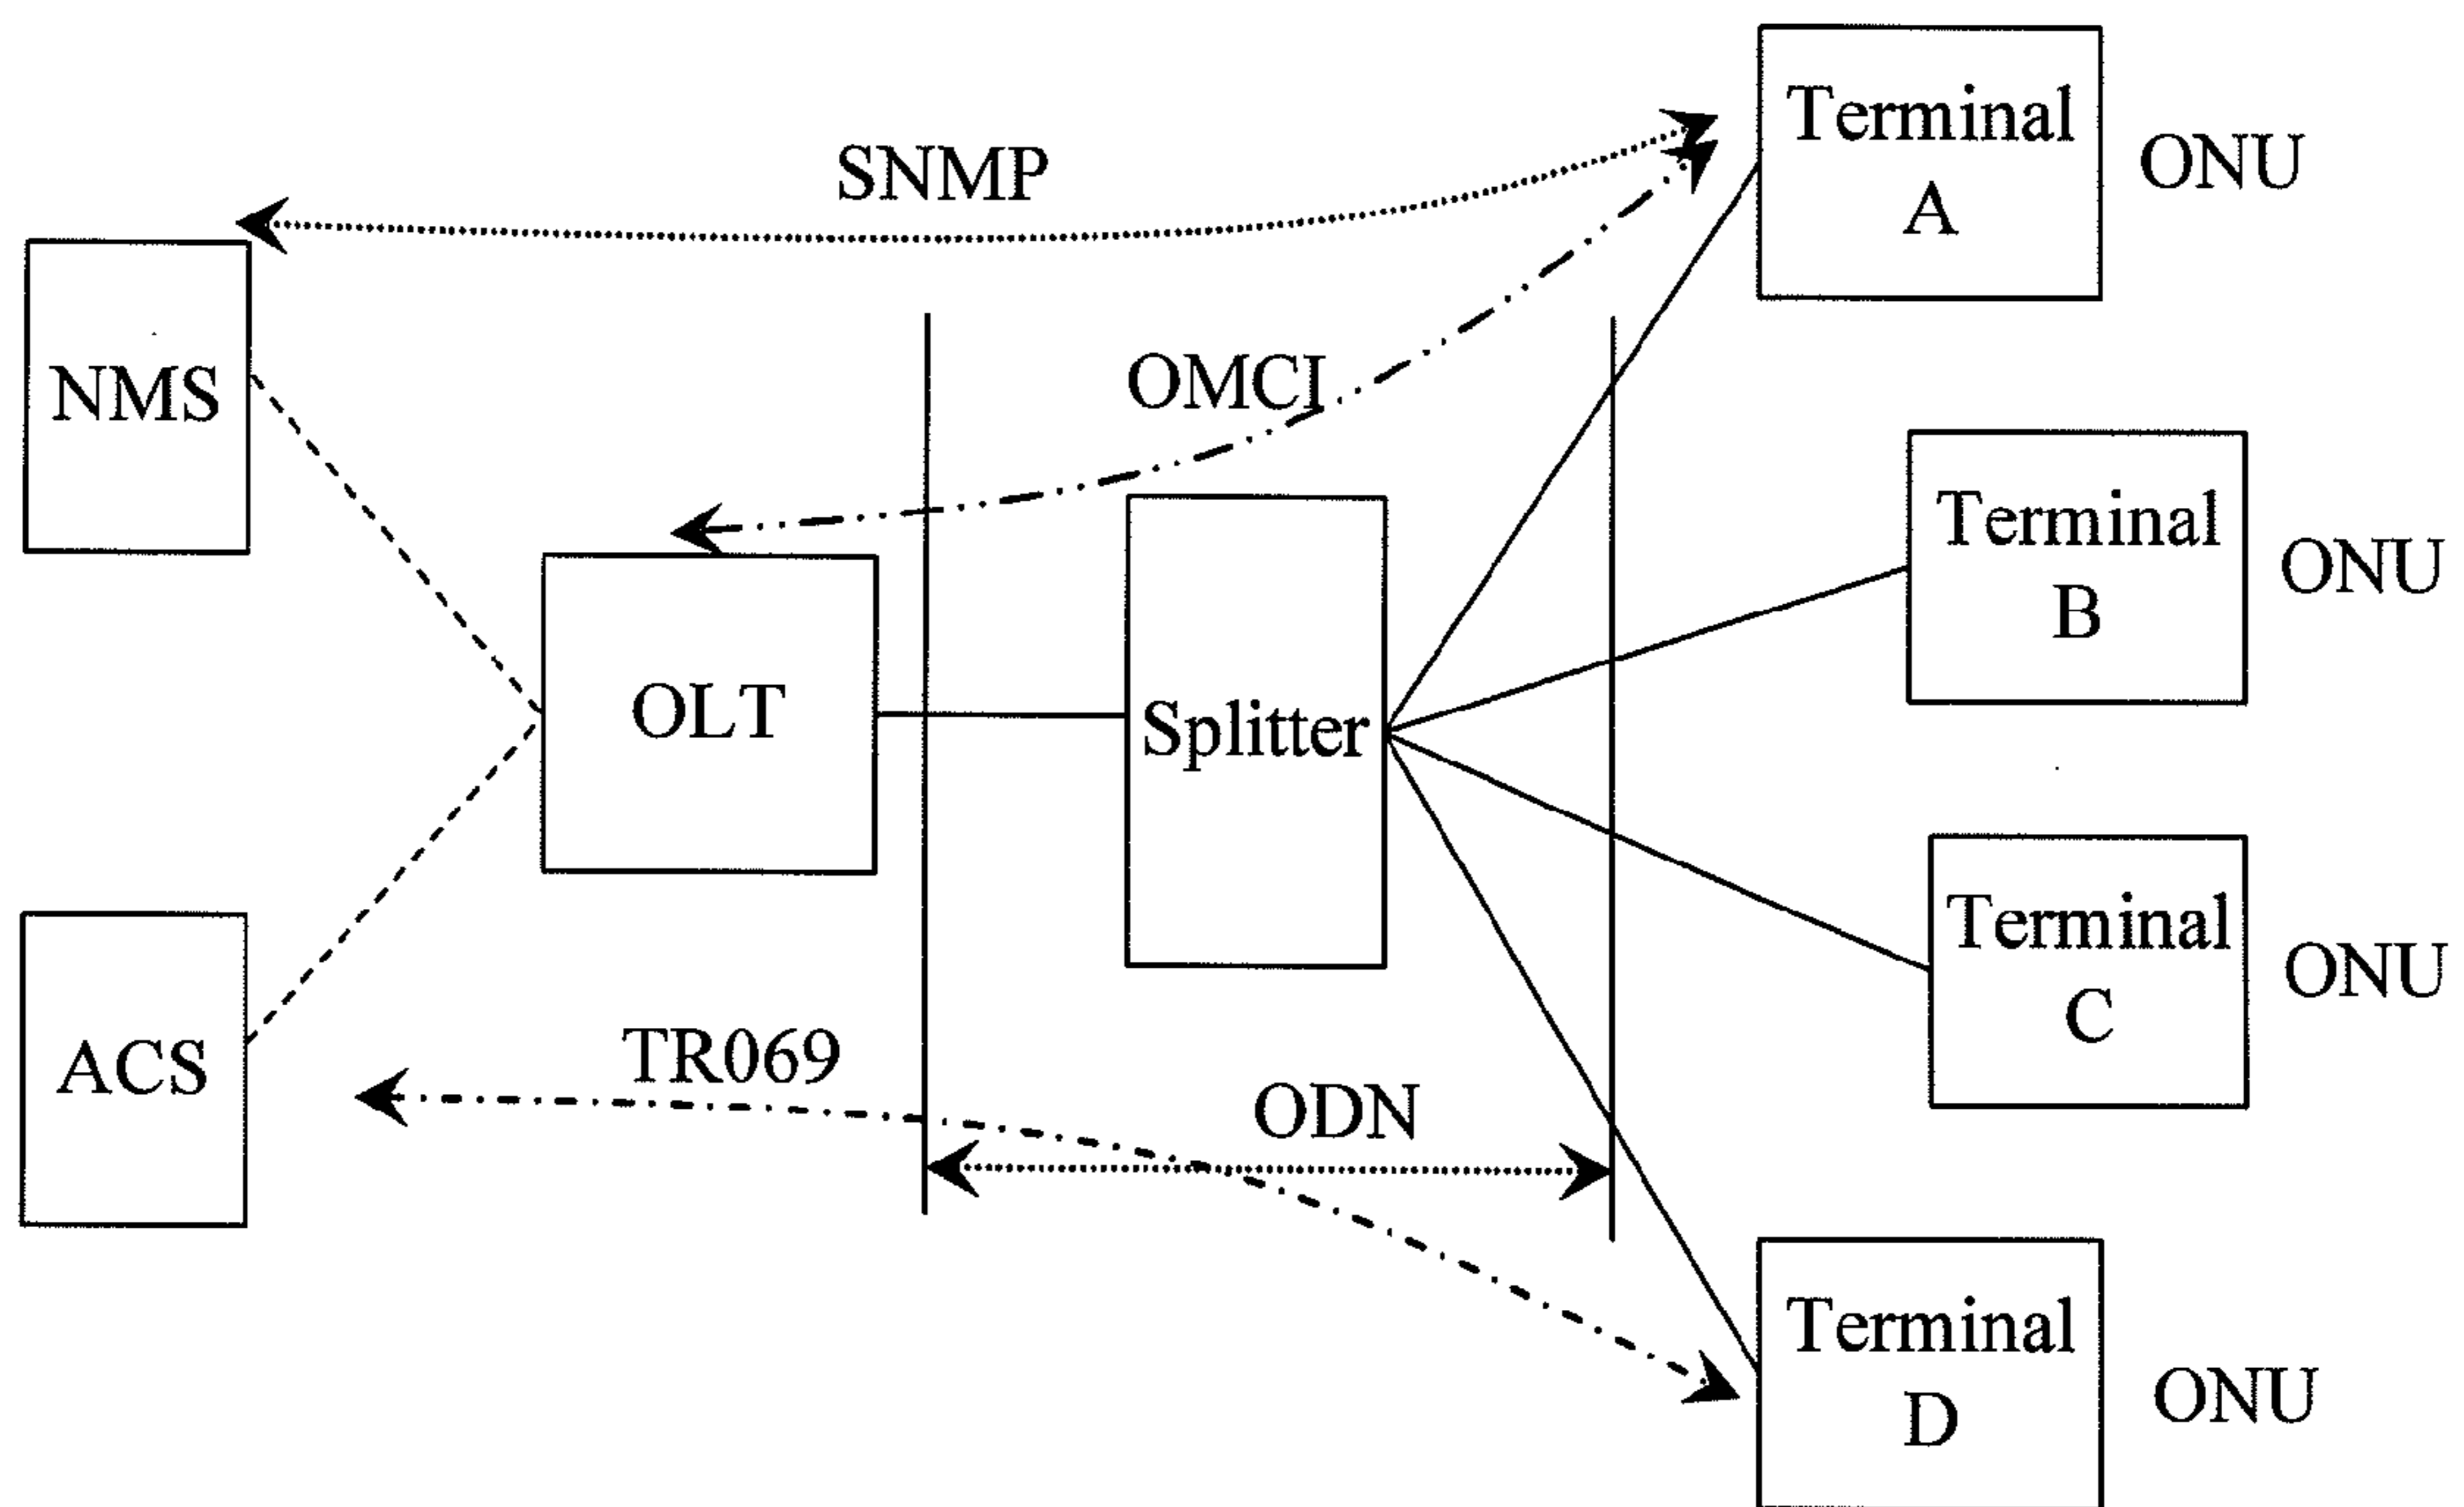 Terminal
A
ONU
SNMP
NMS
OMCI
Terminal
B
ONU
OLT
Splitter
Terminal
C
ONU
ACS
TR069
ODN
Terminal
D
ONU